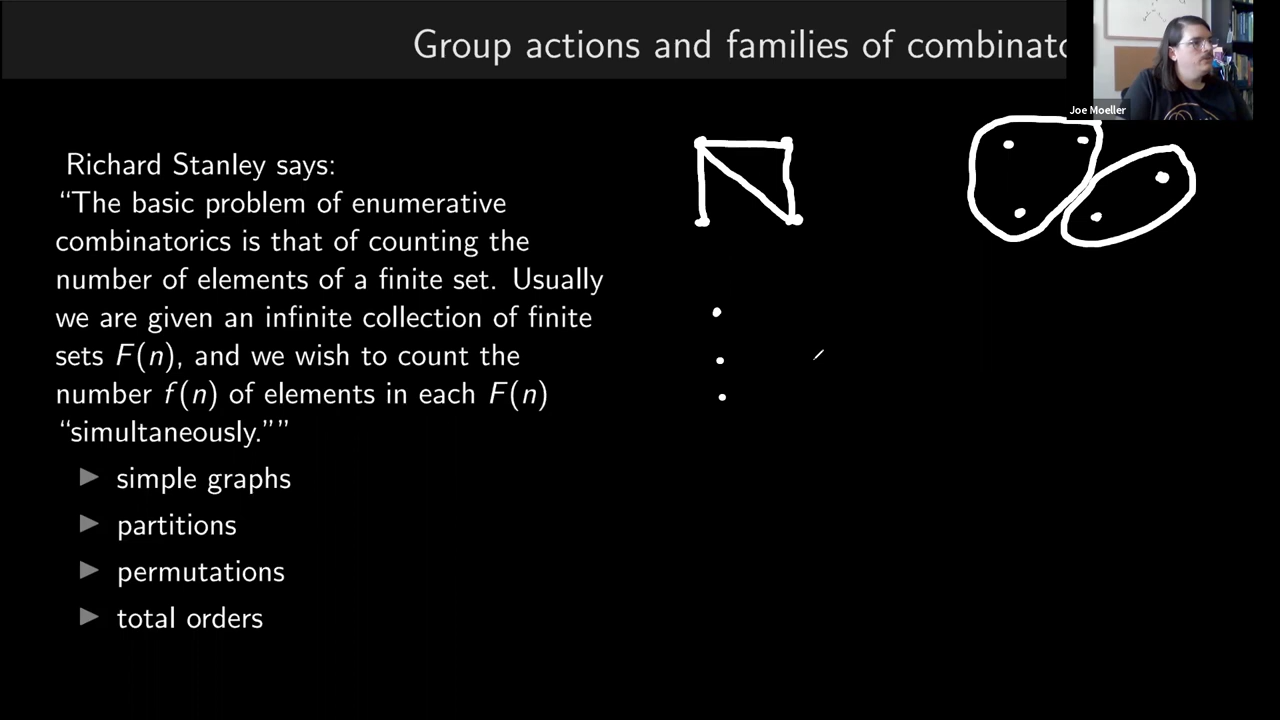 Group actions and families of combinato
Joe Moeller
Richard Stanley says:
“The basic problem of enumerative
combinatorics is that of counting the
number of elements of a finite set. Usually
we are given an infinite collection of finite
sets F(n), and we wish to count the
number f(n) of elements in each F(n)
“simultaneously.””
▶ simple graphs
▶ partitions
▶ permutations
▶ total orders